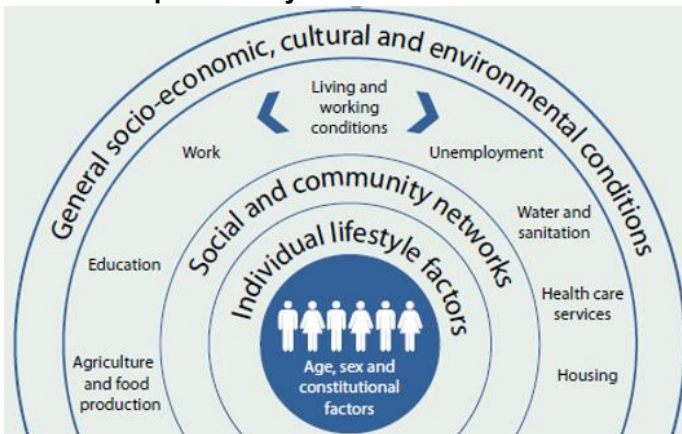 General socio-economic, cultural and environmental conditions
Living and
working
conditions
Work
Unemployment
Social and community networks
Water and
sanitation
Individual lifestyle factors
Education
Health care
services
Agriculture
and food
production
Housing
Age, sex and
constitutional
factors